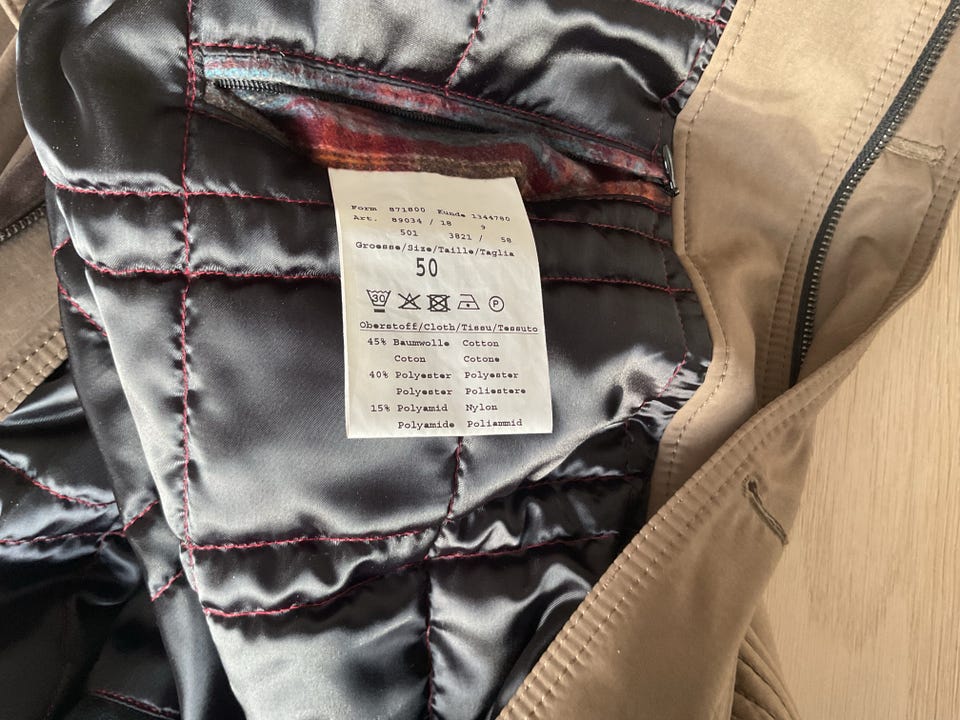 Form 871800 Kunde 1344780
Art. 89034 / 18 9
501 3821 / 58
Groesse/Size/Taille/Taglia
50
30 P
Oberstoff/Cloth/Tissu/Tessuto
45% Baumwolle Cotton
Coton Cotone
40% Polyester Polyester
Polyester Poliestere
15% Polyamid Nylon
Polyamide Poliammid